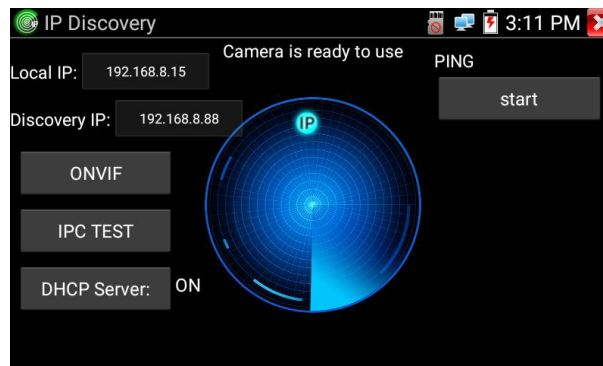 IP Discovery
3:11 PM
Camera is ready to use
Local IP: 192.168.8.15
PING
start
Discovery IP: 192.168.8.88
IP
ONVIF
IPC TEST
DHCP Server: ON